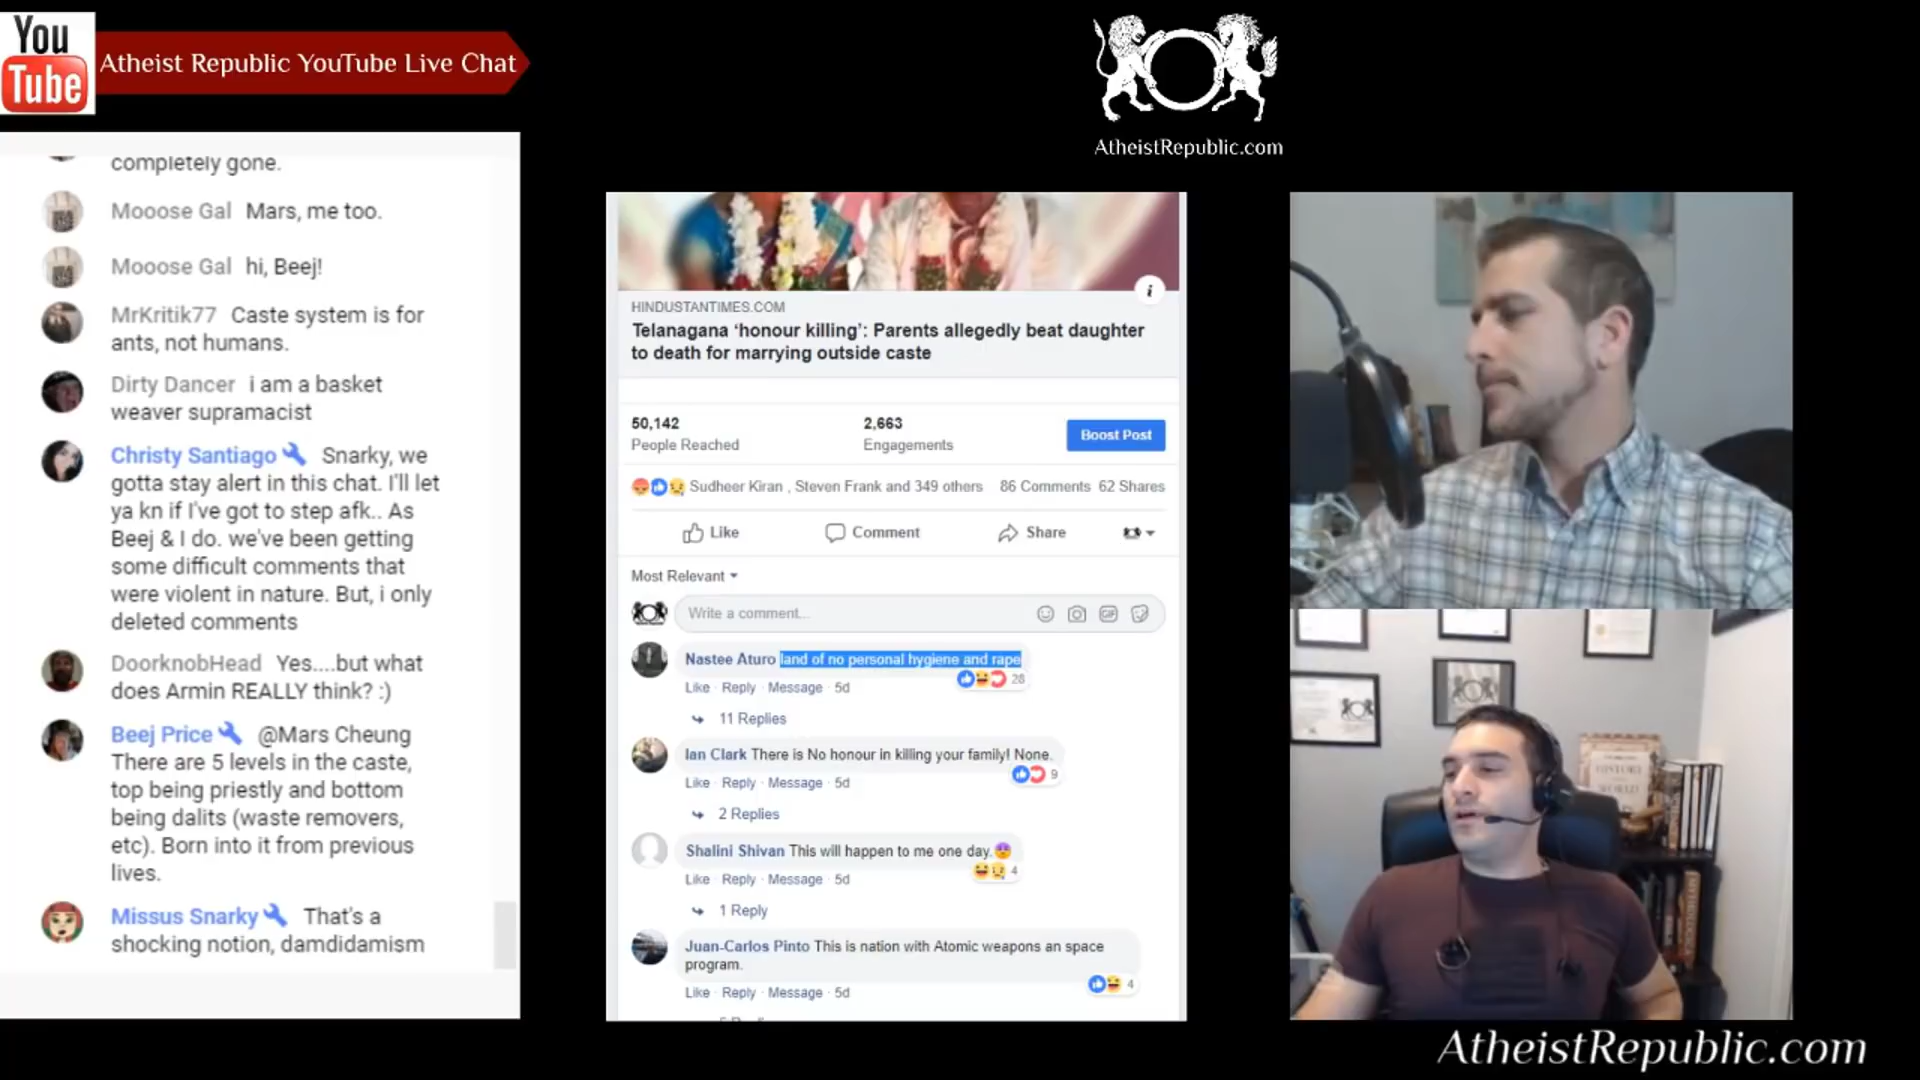 You
Tube
Atheist Republic YouTube Live Chat
completely gone.
Mooose Gal Mars, me too.
Mooose Gal hi, Beej!
MrKritik77 Caste system is for
ants, not humans.
Dirty Dancer i am a basket
weaver supramacist
Christy Santiago Snarky, we
gotta stay alert in this chat. I'll let
ya kn if I've got to step afk.. As
Beej & I do. we've been getting
some difficult comments that
were violent in nature. But, i only
deleted comments
DoorknobHead Yes....but what
does Armin REALLY think? :)
Beej Price @Mars Cheung
There are 5 levels in the caste,
top being priestly and bottom
being dalits (waste removers,
etc). Born into it from previous
lives.
Missus Snarky That's a
shocking notion, damdidamism
AtheistRepublic.com
i
HINDUSTANTIMES.COM
Telanagana ‘honour killing’: Parents allegedly beat daughter
to death for marrying outside caste
50,142 2,663
People Reached Engagements Boost Post
Sudheer Kiran , Steven Frank and 349 others 86 Comments 62 Shares
Like Comment Share
Most Relevant
Write a comment... GIF
Nastee Aturo land of no personal hygiene and rape
28
Like · Reply · Message · 5d
11 Replies
Ian Clark There is No honour in killing your family! None.
9
Like · Reply · Message · 5d
2 Replies
Shalini Shivan This will happen to me one day.
4
Like · Reply · Message · 5d
1 Reply
Juan-Carlos Pinto This is nation with Atomic weapons an space
program.
4
Like · Reply · Message · 5d
HISTORY
WORLD
AtheistRepublic.com